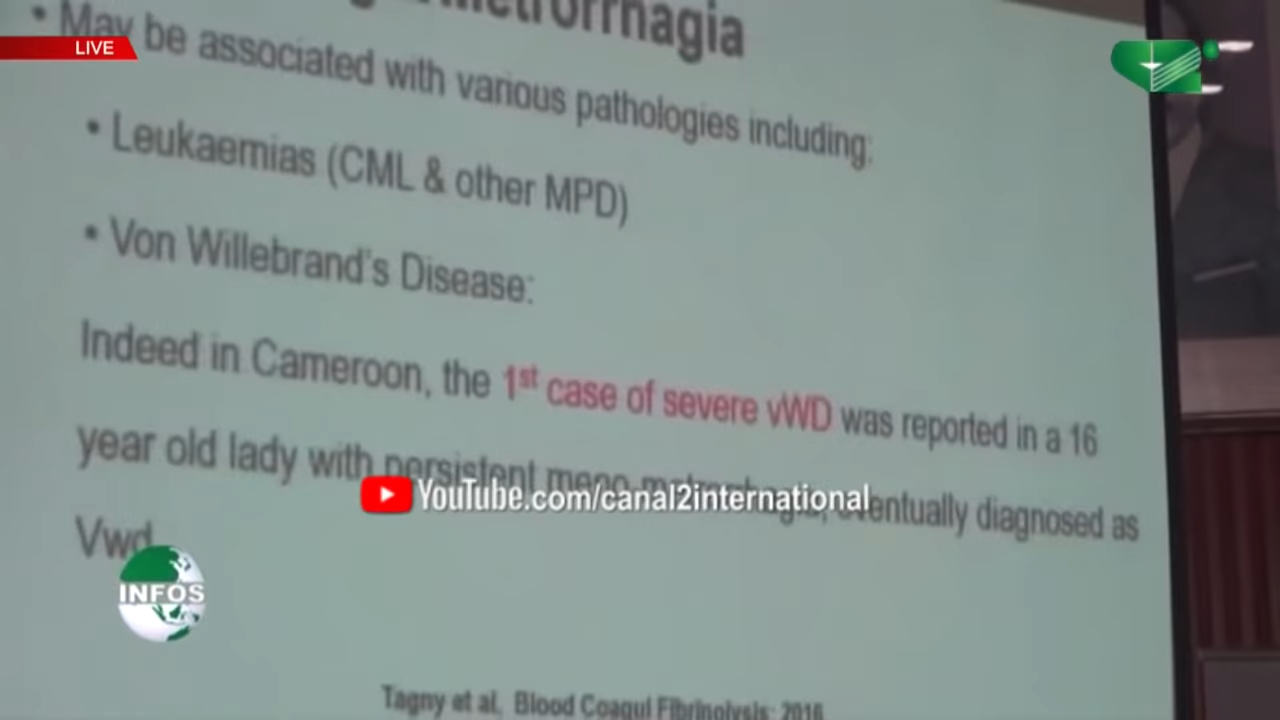 Metrorrhagia
LIVE
• May be associated with various pathologies including:
• Leukaemias (CML & other MPD)
• Von Willebrand's Disease:
Indeed in Cameroon, the 1st case of severe vWD was reported in a 16
year old lady with persistent meno-metrorrhagia, eventually diagnosed as
YouTube.com/canal2international
Vwd
INFOS
Tagny et al, Blood Coagul Fibrinolysis; 2016